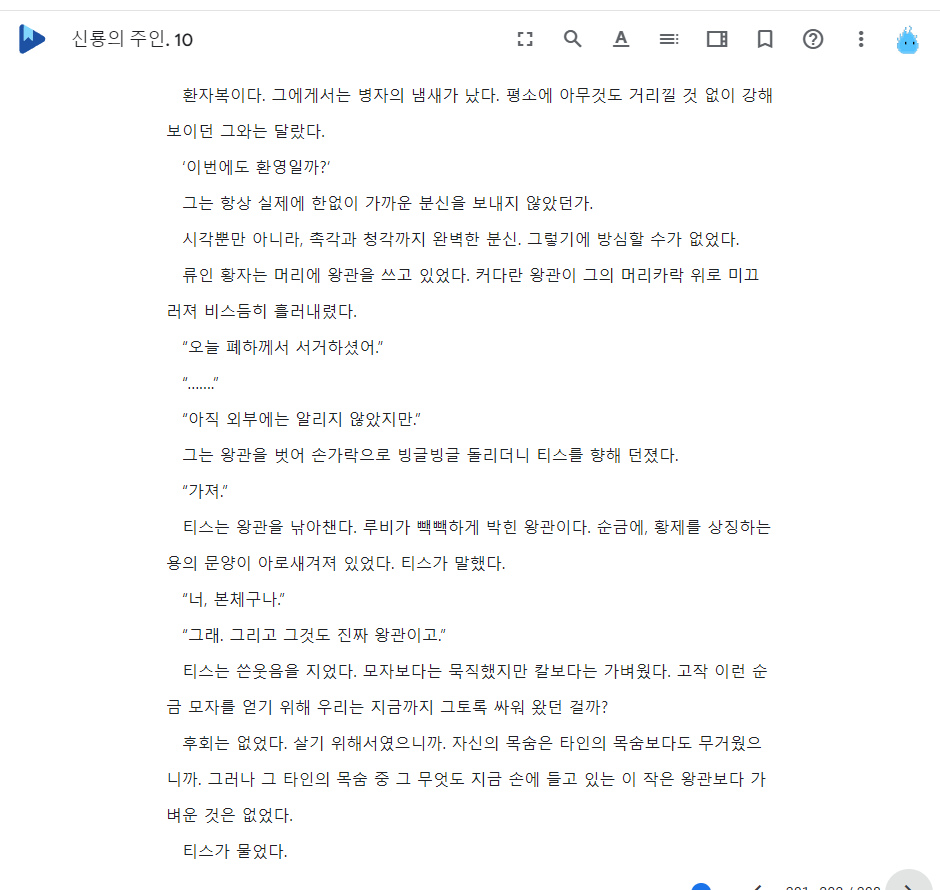 신룡의 주인. 10
환자복이다. 그에게서는 병자의 냄새가 났다. 평소에 아무것도 거리낄 것 없이 강해
보이던 그와는 달랐다.
‘이번에도 환영일까?’
그는 항상 실제에 한없이 가까운 분신을 보내지 않았던가.
시각뿐만 아니라, 촉각과 청각까지 완벽한 분신. 그렇기에 방심할 수가 없었다.
류인 황자는 머리에 왕관을 쓰고 있었다. 커다란 왕관이 그의 머리카락 위로 미끄
러져 비스듬히 흘러내렸다.
“오늘 폐하께서 서거하셨어.”
“…….”
“아직 외부에는 알리지 않았지만.”
그는 왕관을 벗어 손가락으로 빙글빙글 돌리더니 티스를 향해 던졌다.
“가져.”
티스는 왕관을 낚아챈다. 루비가 빽빽하게 박힌 왕관이다. 순금에, 황제를 상징하는
용의 문양이 아로새겨져 있었다. 티스가 말했다.
“너, 본체구나.”
“그래. 그리고 그것도 진짜 왕관이고.”
티스는 쓴웃음을 지었다. 모자보다는 묵직했지만 칼보다는 가벼웠다. 고작 이런 순
금 모자를 얻기 위해 우리는 지금까지 그토록 싸워 왔던 걸까?
후회는 없었다. 살기 위해서였으니까. 자신의 목숨은 타인의 목숨보다도 무거웠으
니까. 그러나 그 타인의 목숨 중 그 무엇도 지금 손에 들고 있는 이 작은 왕관보다 가
벼운 것은 없었다.
티스가 물었다.